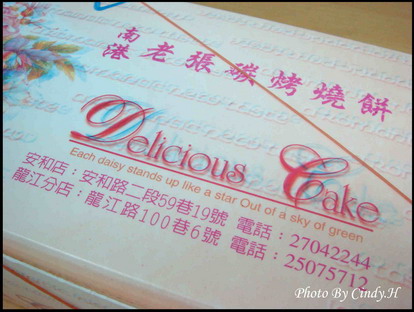 南港老張碳烤燒餅
Delicious Cake
Each daisy stands up like a star Out of a sky of green
安和店：安和路二段59巷19號 電話：27042244
龍江分店：龍江路100巷6號 電話：25075712
Photo By Cindy.H